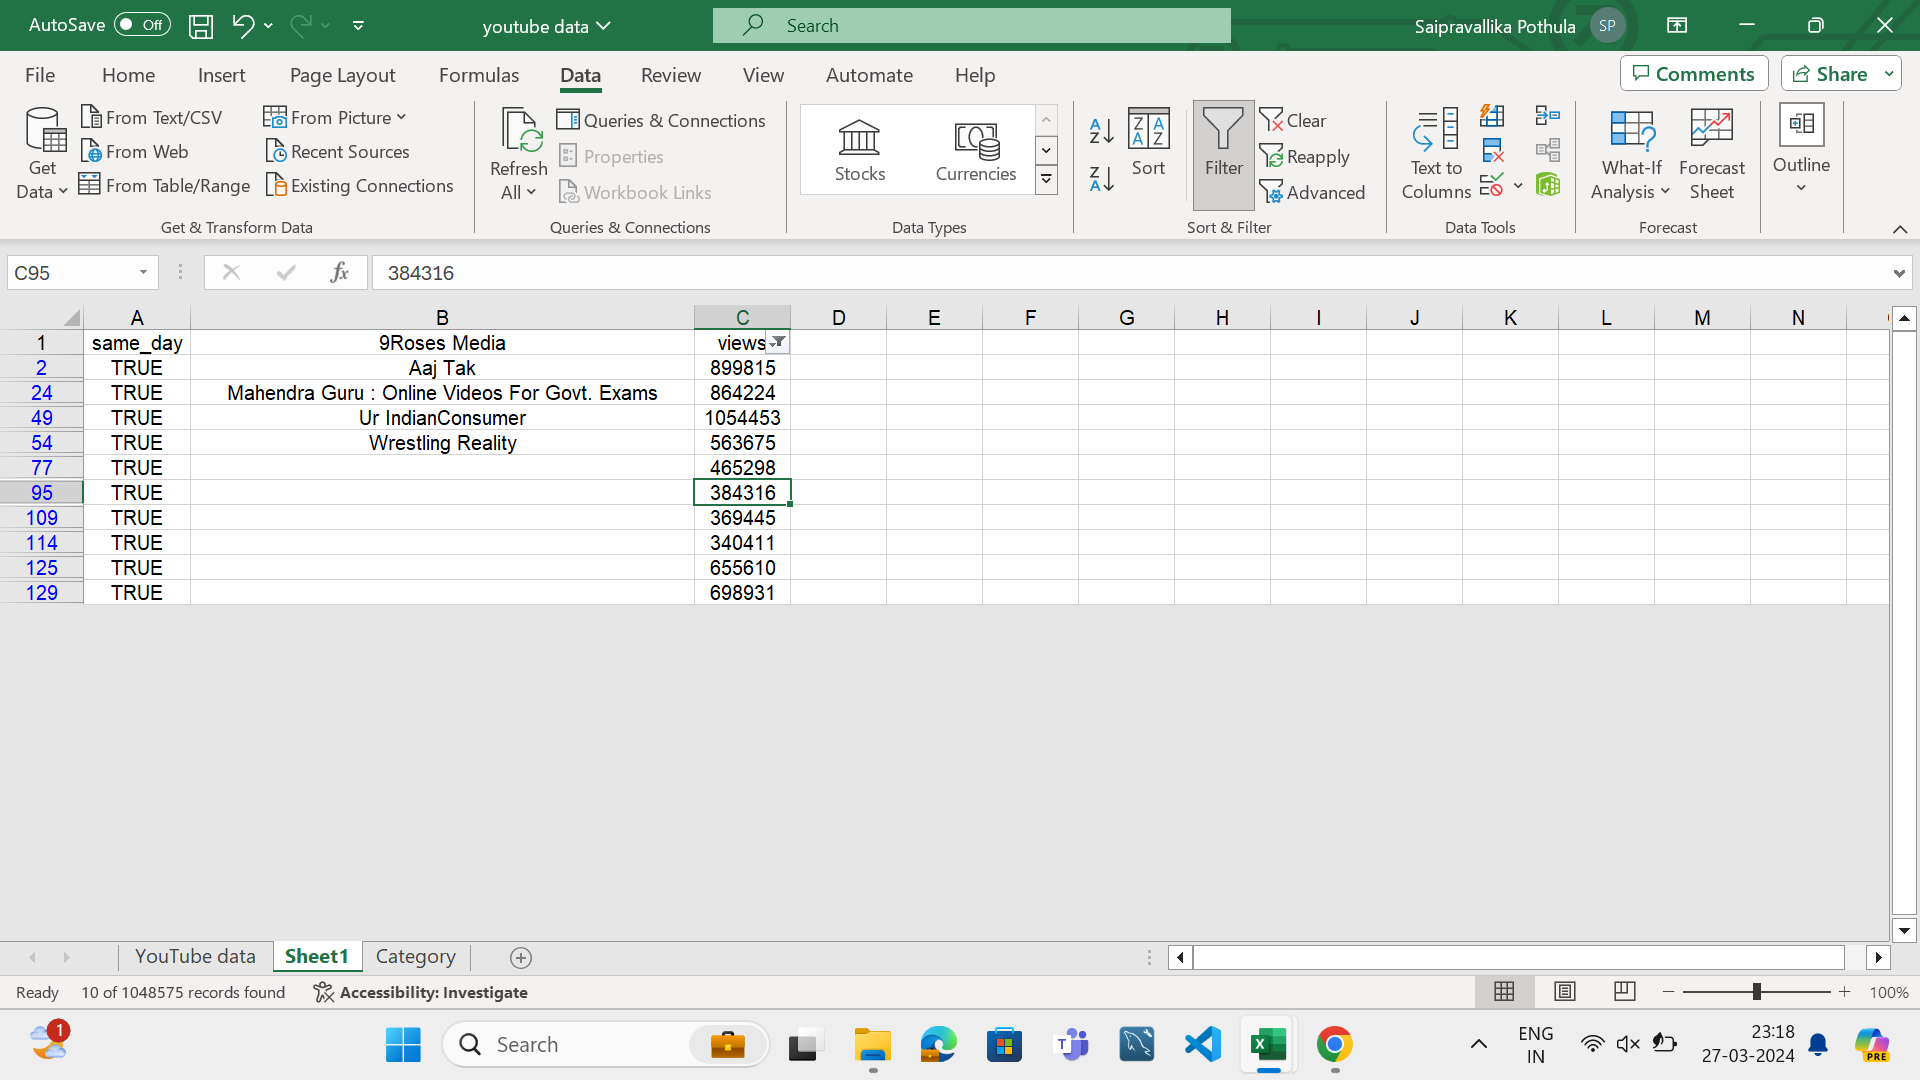 AutoSave Off youtube data Search Saipravallika Pothula SP
File Home Insert Page Layout Formulas Data Review View Automate Help Comments Share
Get Data From Text/CSV From Web From Table/Range From Picture Recent Sources Existing Connections
Refresh All Queries & Connections Properties Workbook Links
Stocks Currencies
Sort Filter Clear Reapply Advanced
Text to Columns
What-If Analysis Forecast Sheet
Outline
Get & Transform Data Queries & Connections Data Types Sort & Filter Data Tools Forecast
C95 fx 384316
A B C D E F G H I J K L M N
1 same_day 9Roses Media views
2 TRUE Aaj Tak 899815
24 TRUE Mahendra Guru : Online Videos For Govt. Exams 864224
49 TRUE Ur IndianConsumer 1054453
54 TRUE Wrestling Reality 563675
77 TRUE 465298
95 TRUE 384316
109 TRUE 369445
114 TRUE 340411
125 TRUE 655610
129 TRUE 698931
YouTube data Sheet1 Category
Ready 10 of 1048575 records found Accessibility: Investigate 100%
1 Search ENG IN 23:18 27-03-2024 PRE